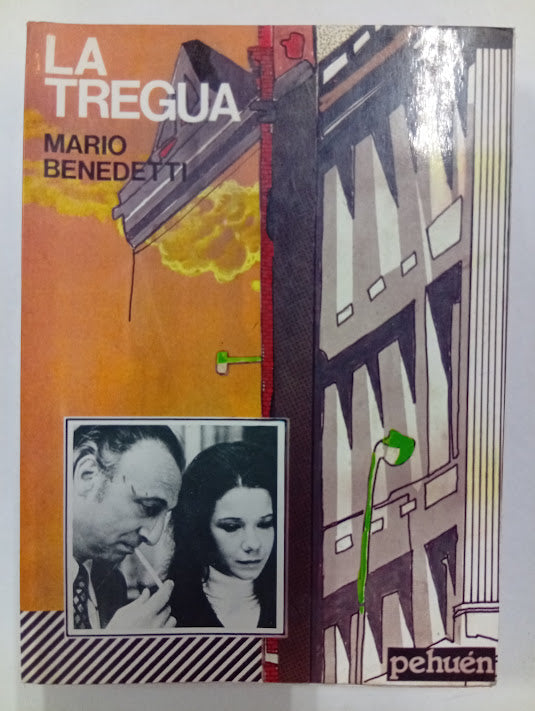 LA
TREGUA
MARIO
BENEDETTI
pehuén